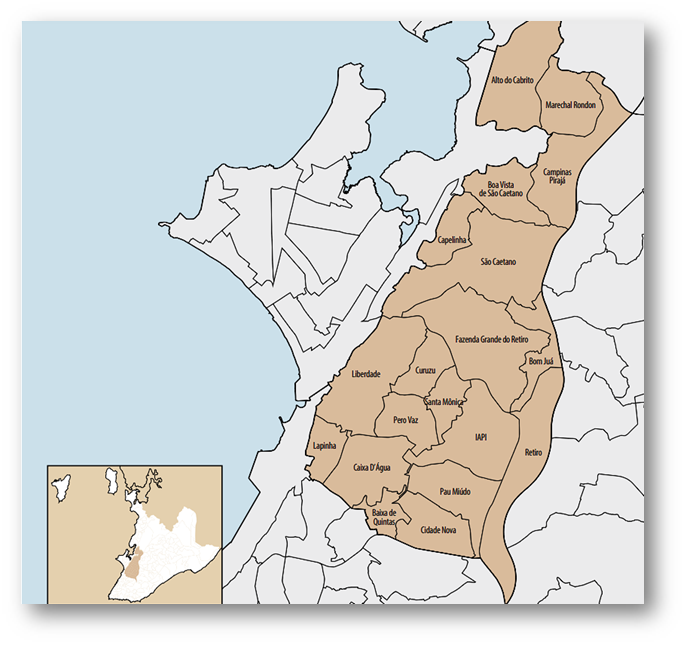 Alto do Cabrito
Marechal Rondon
Campinas
Pirajá
Boa Vista
de São Caetano
Capelinha
São Caetano
Fazenda Grande do Retiro
Bom Juá
Curuzu
Liberdade
Santa Mônica
Pero Vaz
IAPI
Lapinha
Retiro
Caixa D'Água
Pau Miúdo
Baixa de
Quintas
Cidade Nova